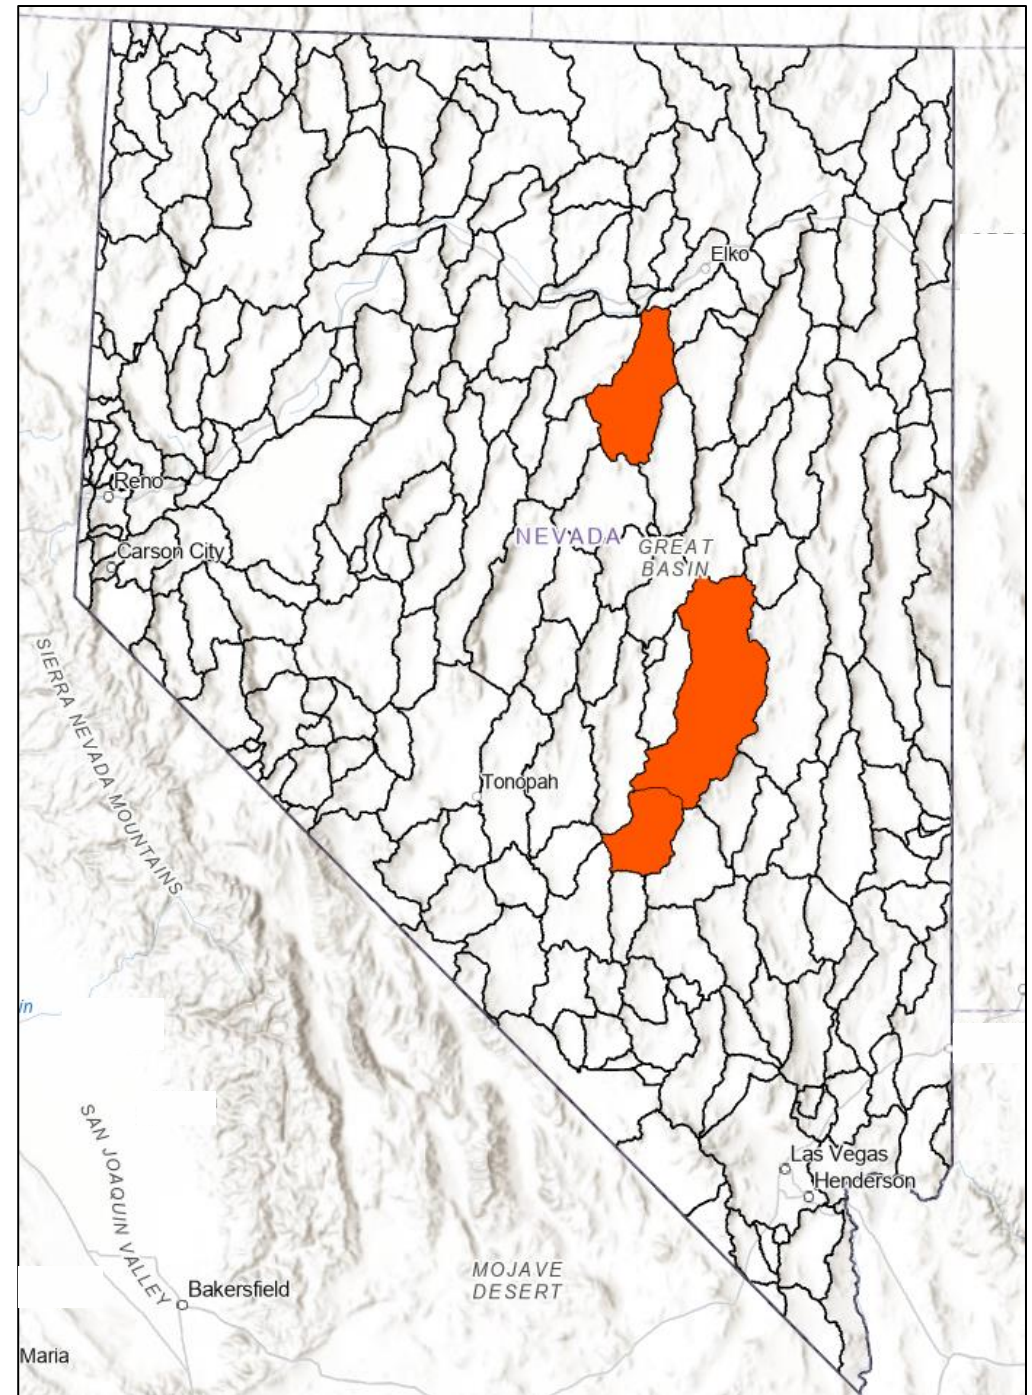 Elko
Reno
NEVADA
GREAT
BASIN
Carson City
SIERRA NEVADA MOUNTAINS
Tonopah
in
SAN JOAQUIN VALLEY
Las Vegas
Henderson
MOJAVE
DESERT
Bakersfield
Maria